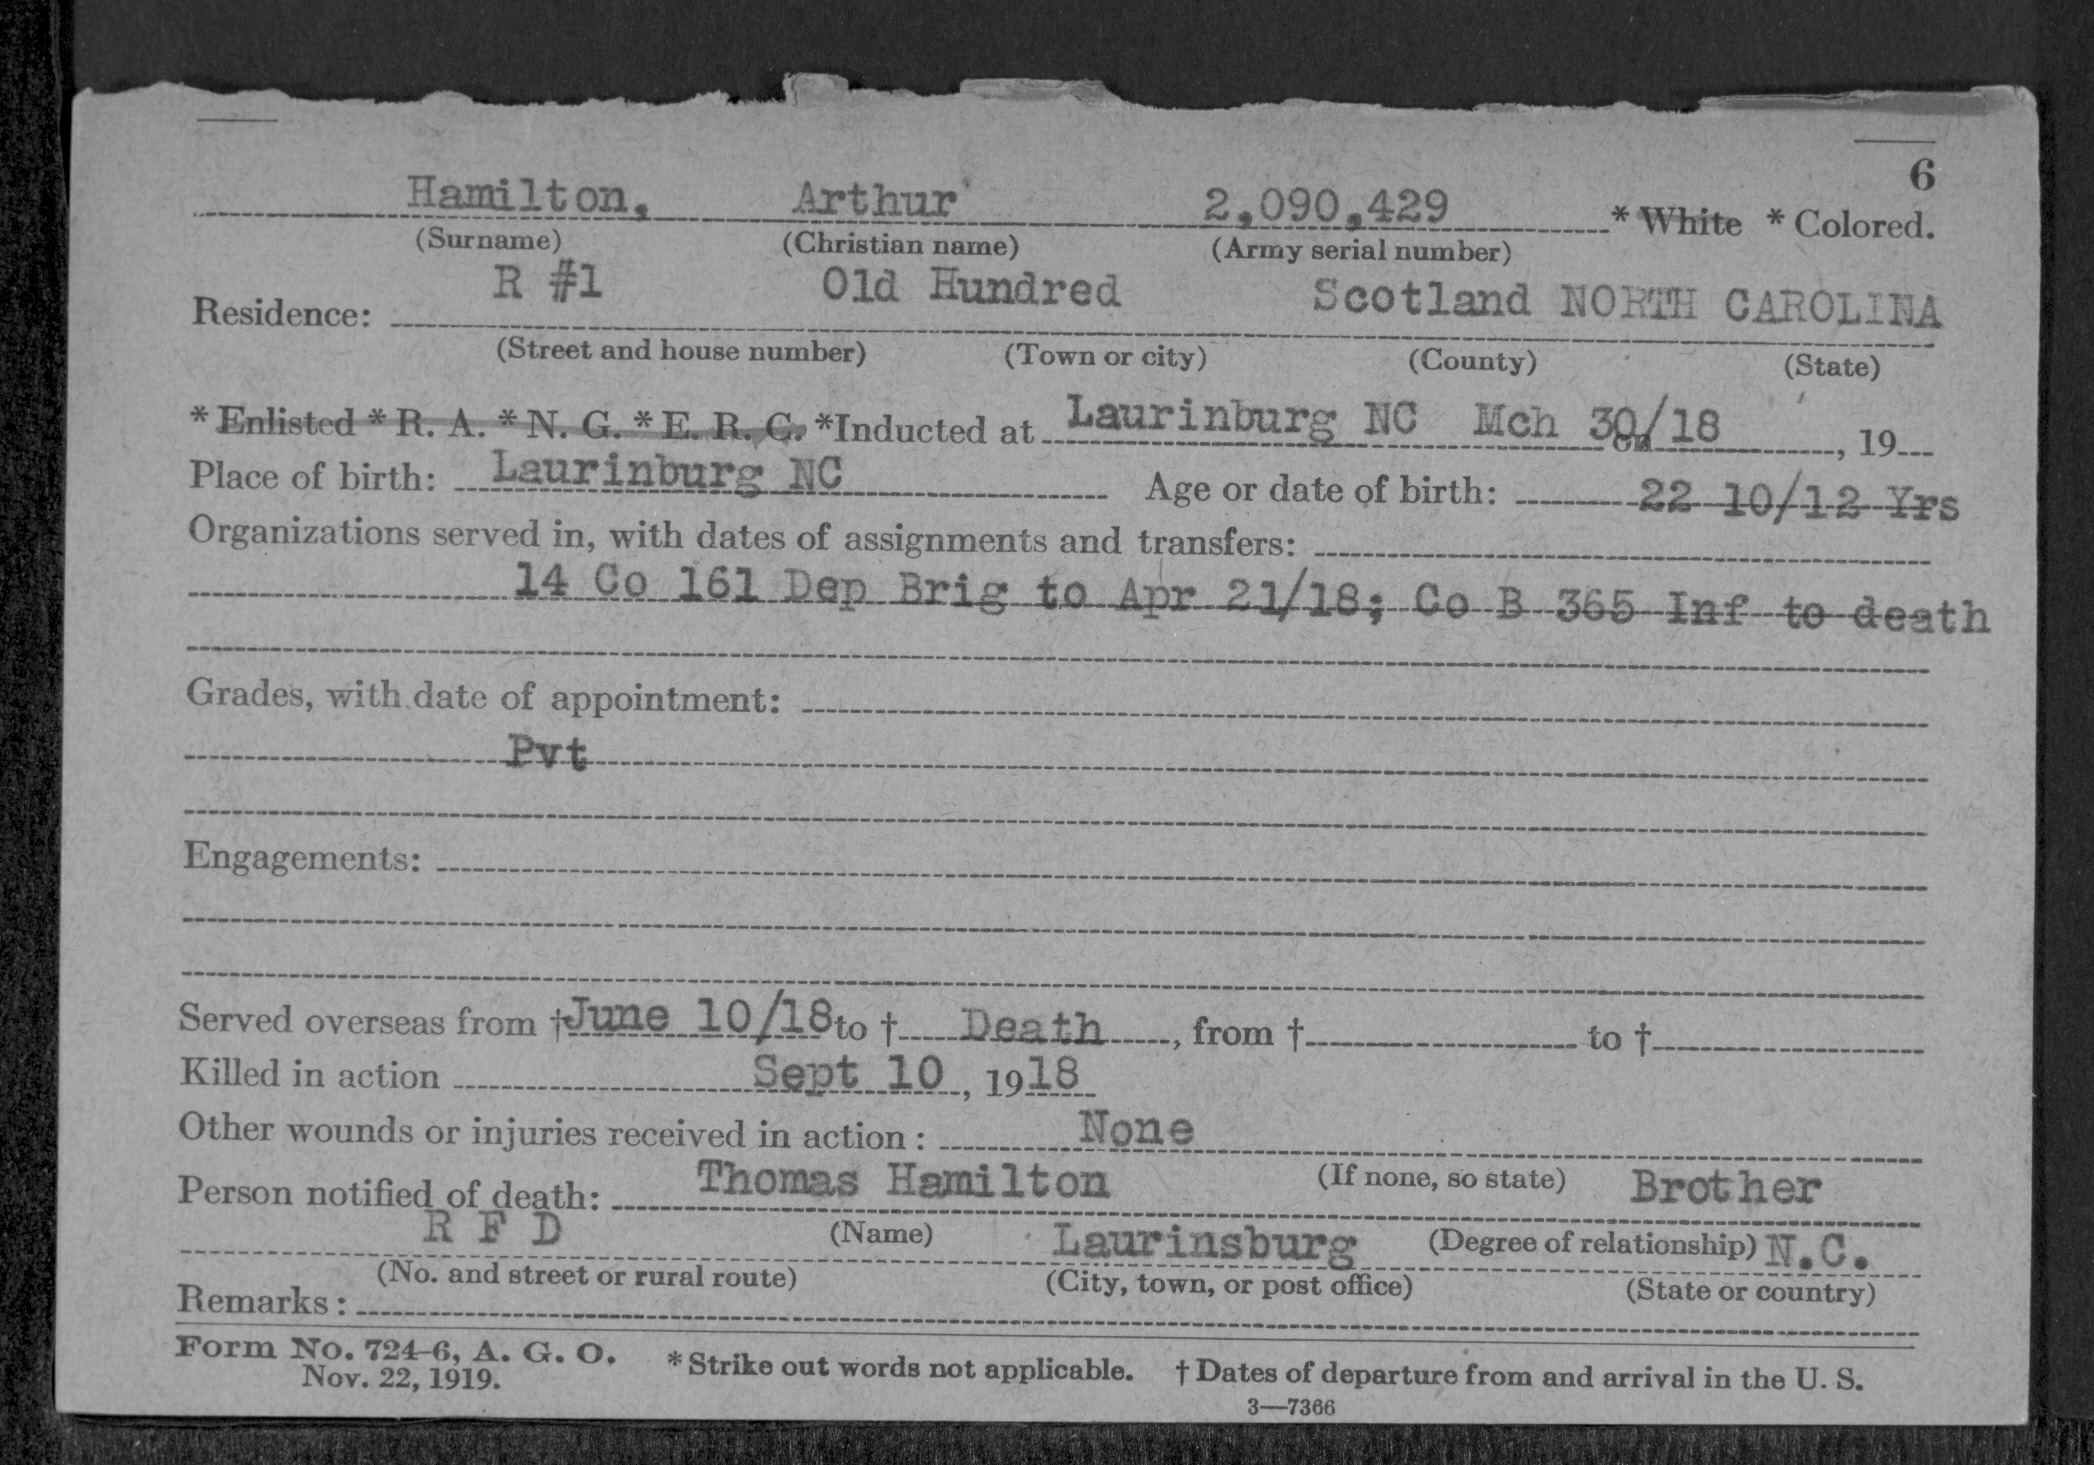 6
Hamilton, Arthur 2,090,429 * White * Colored.
(Surname) (Christian name) (Army serial number)
R #1 Old Hundred Scotland NORTH CAROLINA
Residence:
(Street and house number) (Town or city) (County) (State)
* Enlisted * R. A. * N. G. * E. R. C. *Inducted at Laurinburg NC Mch 30/18 on , 19
Place of birth: Laurinburg NC Age or date of birth: 22 10/12 Yrs
Organizations served in, with dates of assignments and transfers:
14 Co 161 Dep Brig to Apr 21/18; Co B 365 Inf to death
Grades, with date of appointment:
Pvt
Engagements:
Served overseas from † June 10/18 to † Death , from † to †
Killed in action Sept 10 , 1918
Other wounds or injuries received in action : None
(If none, so state)
Person notified of death: Thomas Hamilton Brother
(Name) (Degree of relationship)
R F D Laurinsburg N.C.
(No. and street or rural route) (City, town, or post office) (State or country)
Remarks :
Form No. 724-6, A. G. O. * Strike out words not applicable. † Dates of departure from and arrival in the U. S.
Nov. 22, 1919.
3—7366